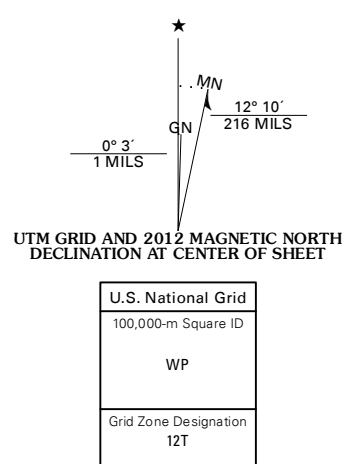 ★
MN
GN
12° 10´
216 MILS
0° 3´
1 MILS
UTM GRID AND 2012 MAGNETIC NORTH
DECLINATION AT CENTER OF SHEET
U.S. National Grid
100,000-m Square ID
WP
Grid Zone Designation
12T